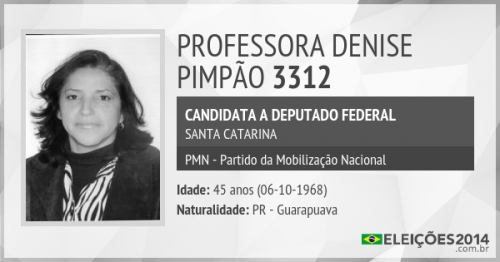 PROFESSORA DENISE
PIMPÃO 3312
CANDIDATA A DEPUTADO FEDERAL
SANTA CATARINA
PMN - Partido da Mobilização Nacional
Idade: 45 anos (06-10-1968)
Naturalidade: PR - Guarapuava
ELEIÇÕES2014
.com.br